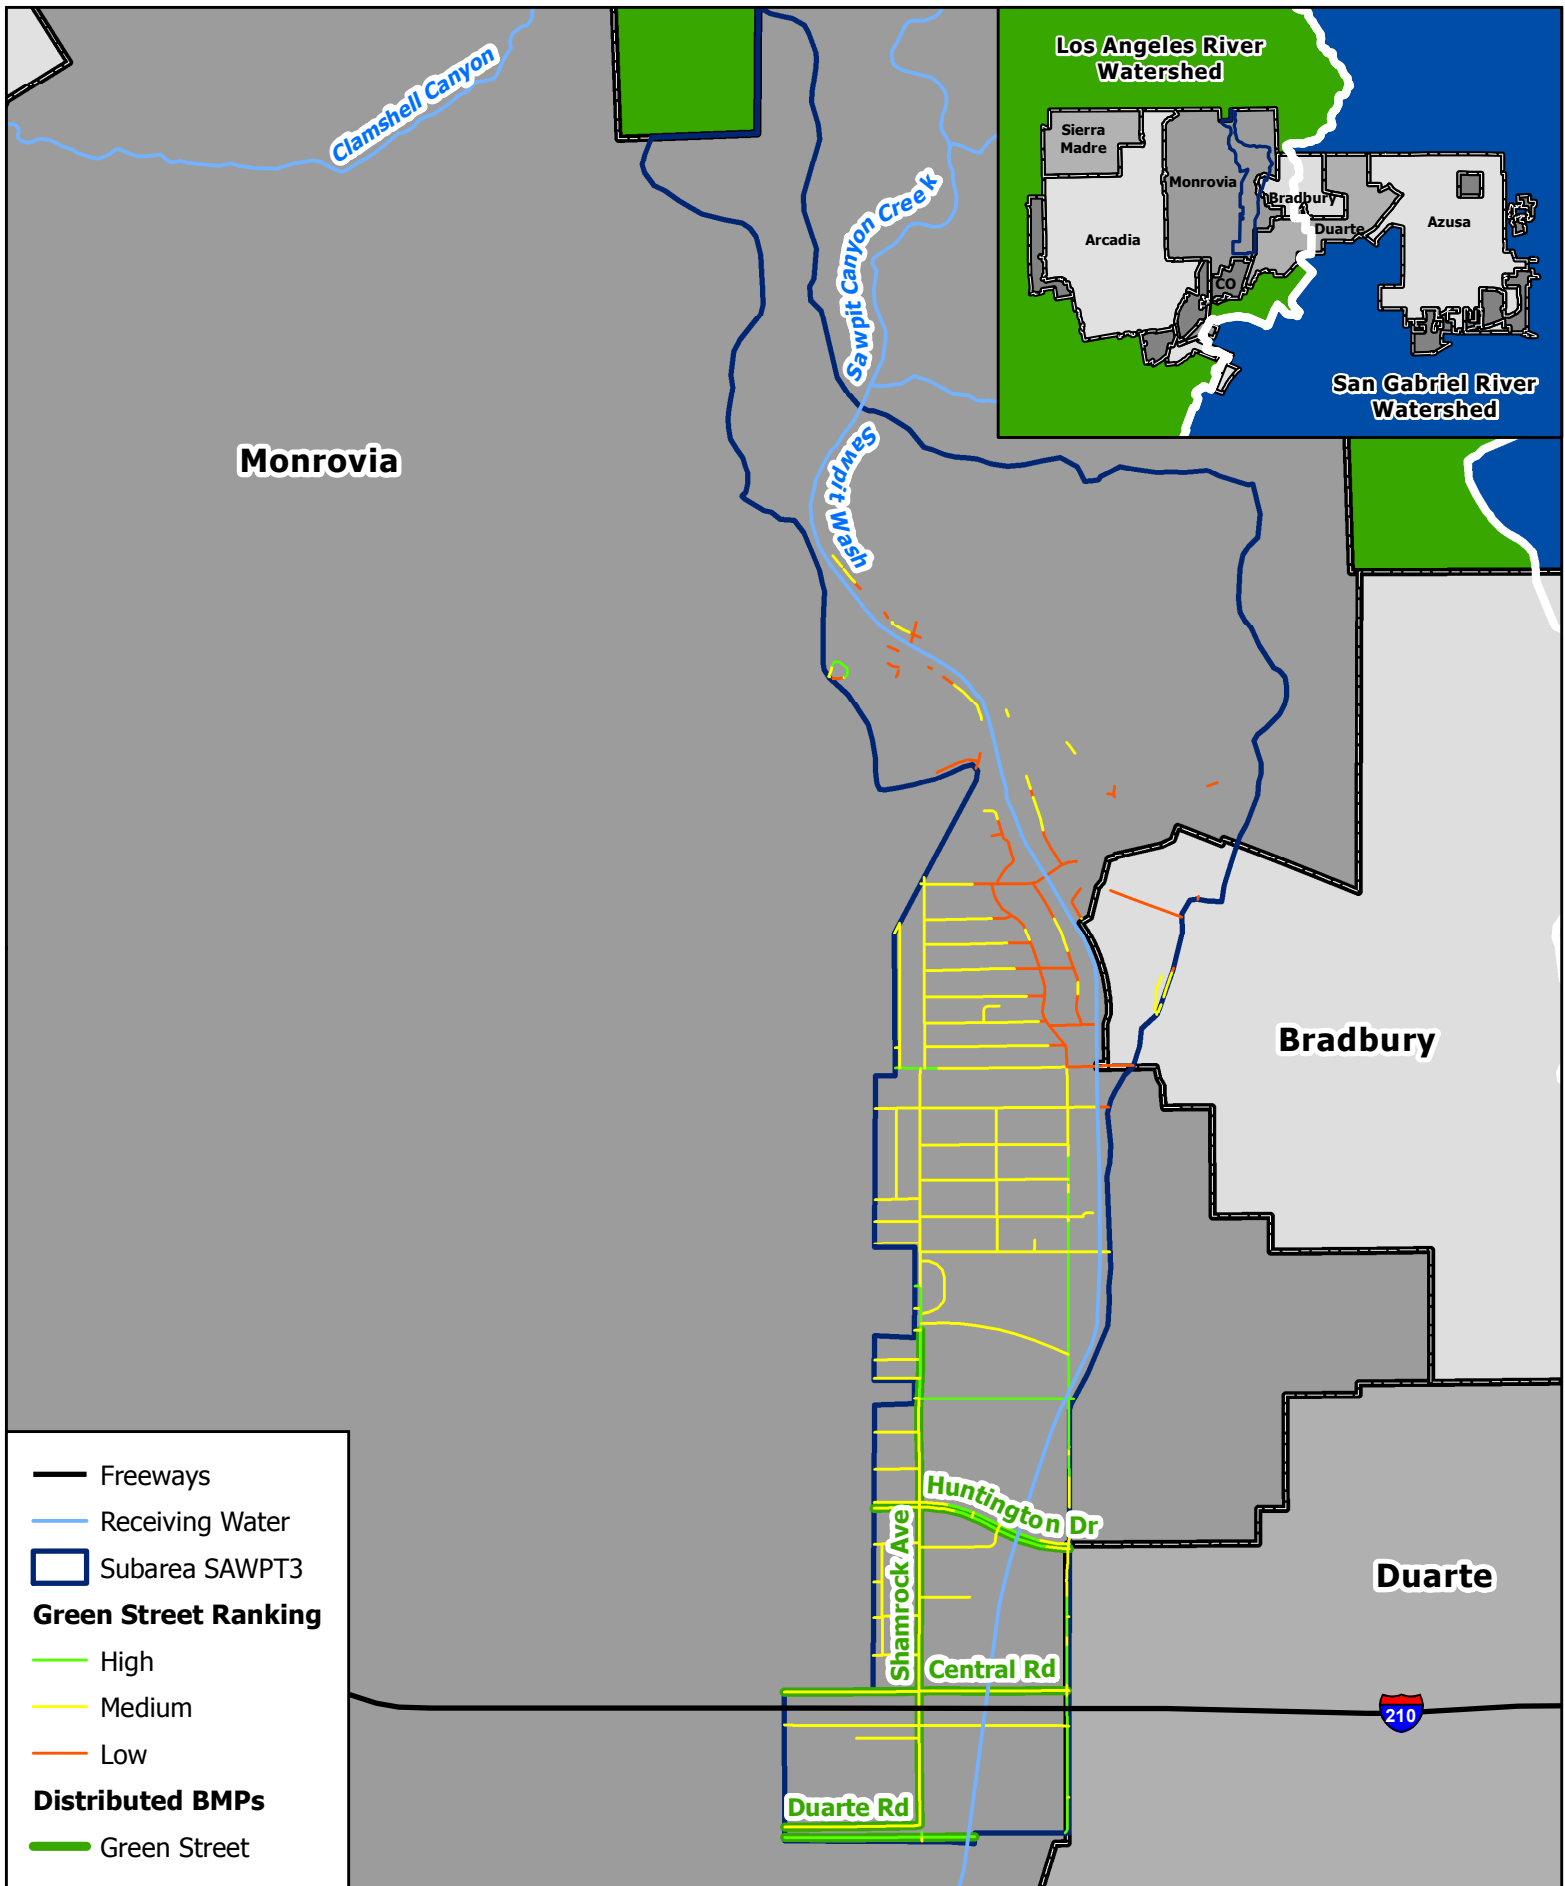 Clamshell Canyon
Sawpit Canyon Creek
Sawpit Wash
Los Angeles River
Watershed
Sierra
Madre
Monrovia
Bradbury
Duarte
Azusa
Arcadia
CO
San Gabriel River
Watershed
Monrovia
Bradbury
Duarte
Huntington Dr
Shamrock Ave
Central Rd
210
Duarte Rd
Freeways
Receiving Water
Subarea SAWPT3
Green Street Ranking
High
Medium
Low
Distributed BMPs
Green Street